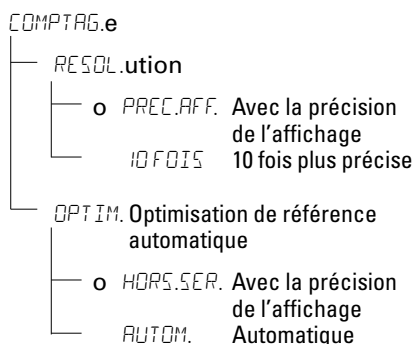 COMPTAG.e
RESOL.ution
o PREC.AFF. Avec la précision
de l'affichage
10 FOIS 10 fois plus précise
OPTIM. Optimisation de référence
automatique
o HORS.SER. Avec la précision
de l'affichage
AUTOM. Automatique